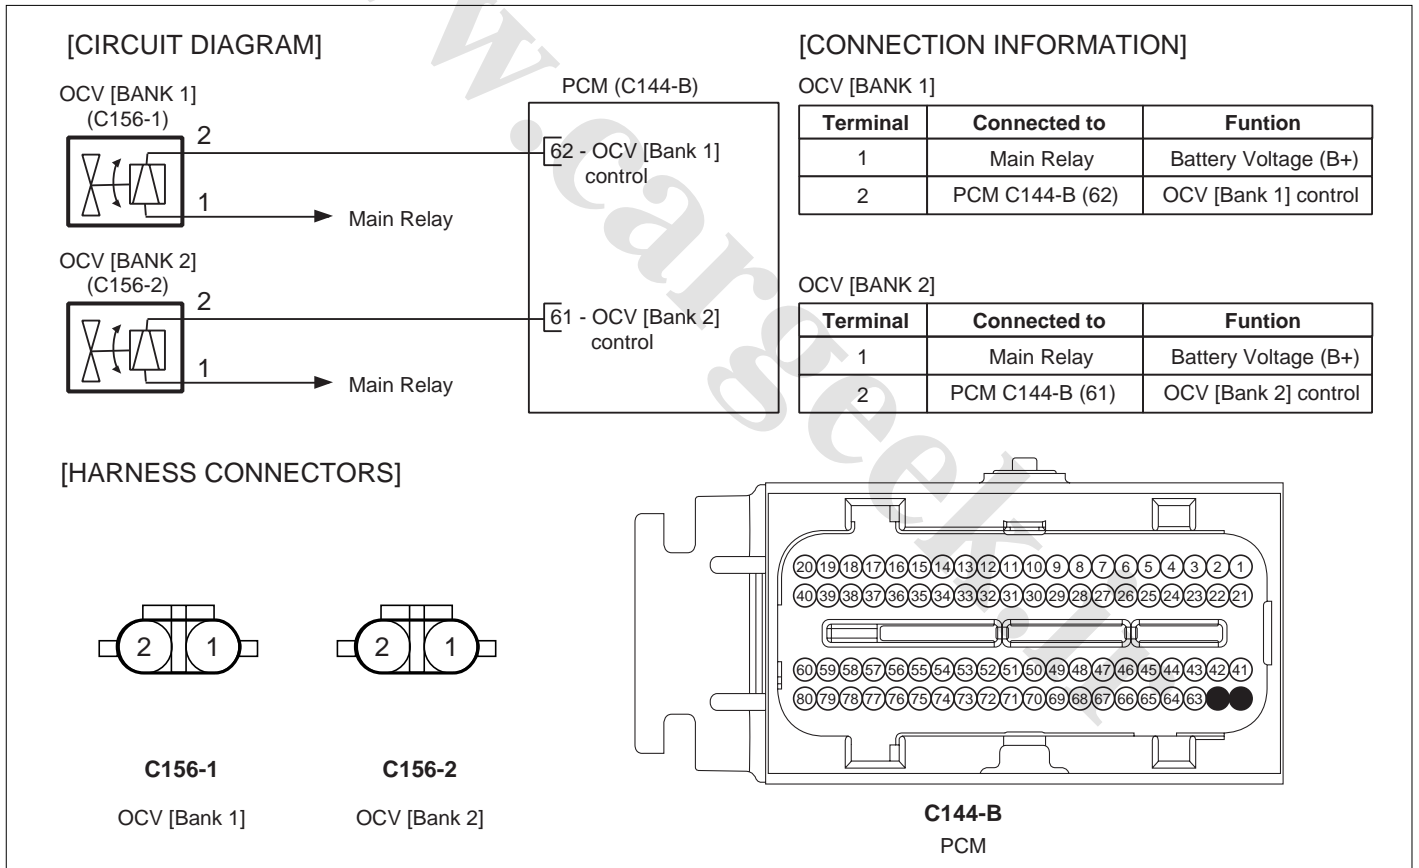 [CIRCUIT DIAGRAM]
OCV [BANK 1]
(C156-1)
2
1
Main Relay
PCM (C144-B)
62 - OCV [Bank 1]
control
OCV [BANK 2]
(C156-2)
2
1
Main Relay
61 - OCV [Bank 2]
control
[CONNECTION INFORMATION]
OCV [BANK 1]
Terminal Connected to Funtion
1 Main Relay Battery Voltage (B+)
2 PCM C144-B (62) OCV [Bank 1] control
OCV [BANK 2]
Terminal Connected to Funtion
1 Main Relay Battery Voltage (B+)
2 PCM C144-B (61) OCV [Bank 2] control
[HARNESS CONNECTORS]
2 1
C156-1
OCV [Bank 1]
2 1
C156-2
OCV [Bank 2]
20 19 18 17 16 15 14 13 12 11 10 9 8 7 6 5 4 3 2 1
40 39 38 37 36 35 34 33 32 31 30 29 28 27 26 25 24 23 22 21
60 59 58 57 56 55 54 53 52 51 50 49 48 47 46 45 44 43 42 41
80 79 78 77 76 75 74 73 72 71 70 69 68 67 66 65 64 63
C144-B
PCM
w.cargeek.ir